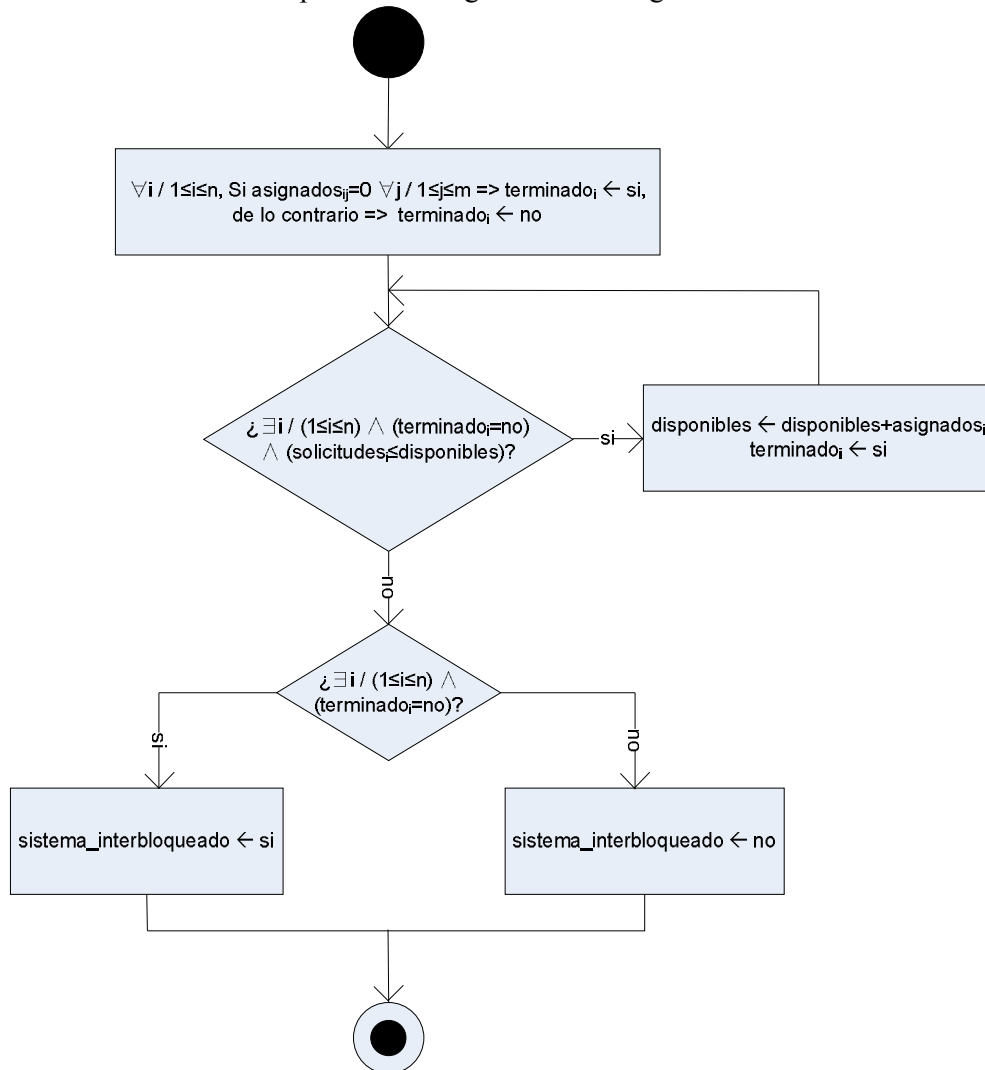 ∀i / 1≤i≤n, Si asignadosij=0 ∀j / 1≤j≤m => terminadoi ← si,
de lo contrario => terminadoi ← no
¿ ∃i / (1≤i≤n) ∧ (terminadoi=no)
∧ (solicitudesi≤disponibles)?
si
disponibles ← disponibles+asignadosi
terminadoi ← si
no
¿ ∃i / (1≤i≤n) ∧
(terminadoi=no)?
si
no
sistema_interbloqueado ← si
sistema_interbloqueado ← no